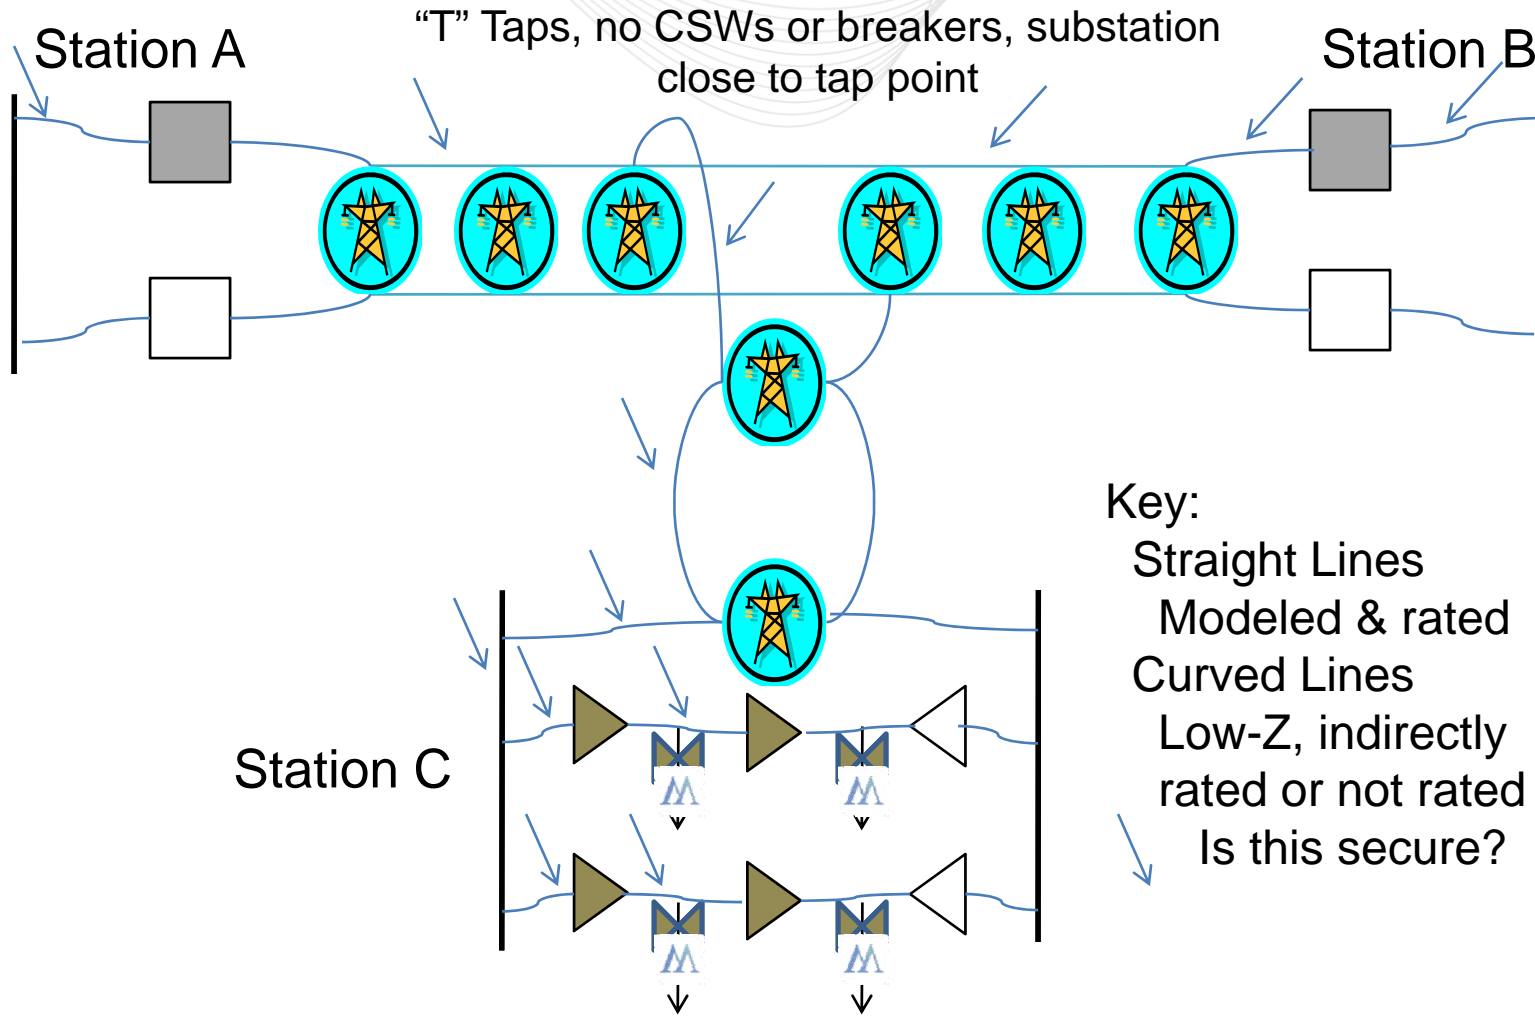 Station A
“T” Taps, no CSWs or breakers, substation
close to tap point
Station B
Key:
Straight Lines
Modeled & rated
Curved Lines
Low-Z, indirectly
rated or not rated
Is this secure?
Station C